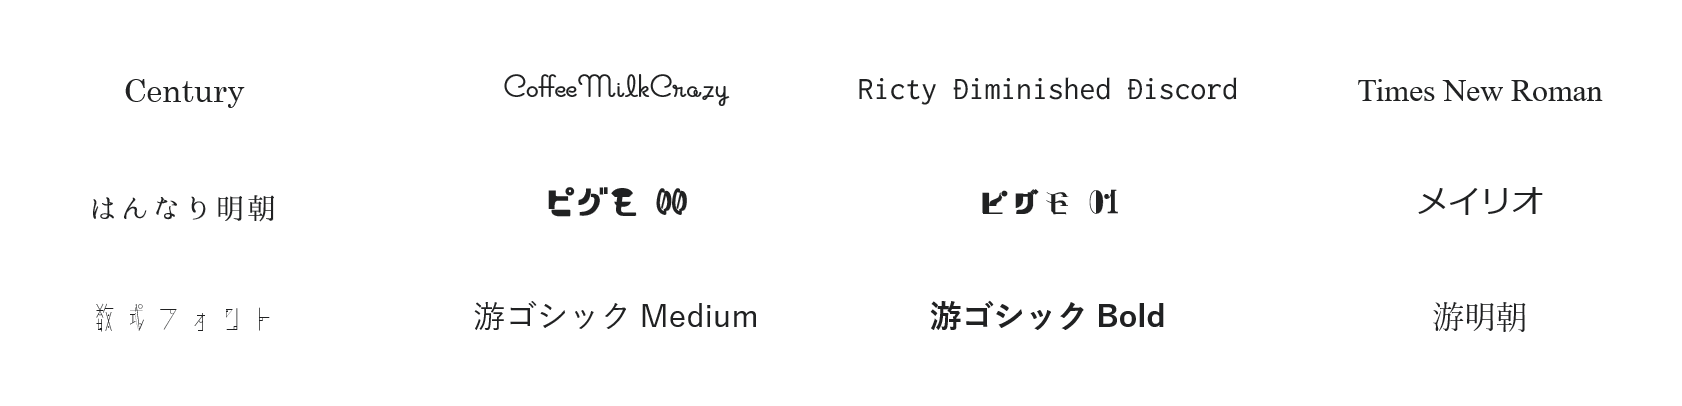 Century CoffeeMilkCrazy Ricty Diminished Discord Times New Roman
はんなり明朝 ピグモ 00 ピグモ 01 メイリオ
数式フォント 游ゴシック Medium 游ゴシック Bold 游明朝